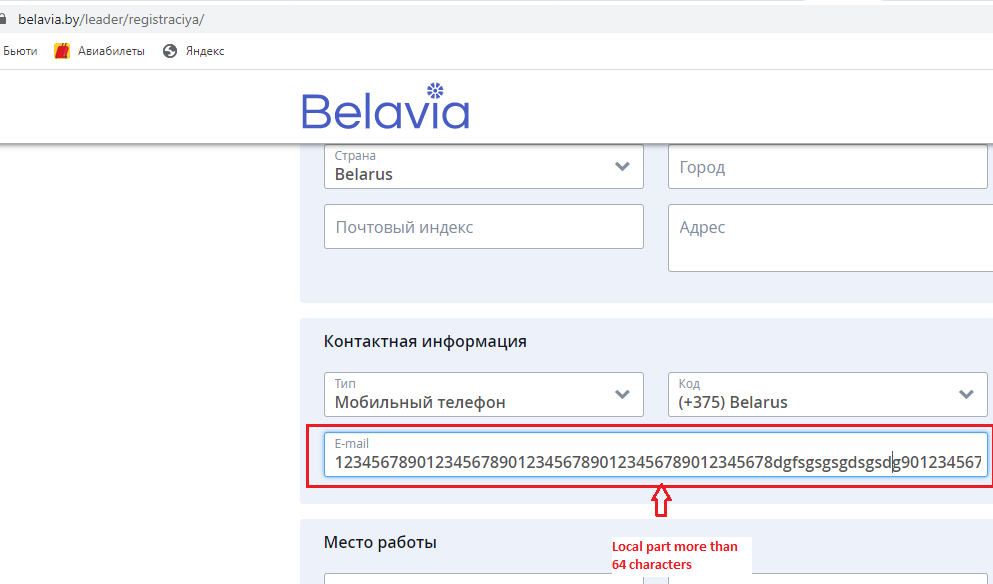 belavia.by/leader/registraciya/
Бьюти Авиабилеты Яндекс
Belavia
Страна
Belarus
Город
Почтовый индекс
Адрес
Контактная информация
Тип
Мобильный телефон
Код
(+375) Belarus
E-mail
123456789012345678901234567890123456789012345678dgfsgsgsgdsgsdg901234567
Место работы
Local part more than
64 characters